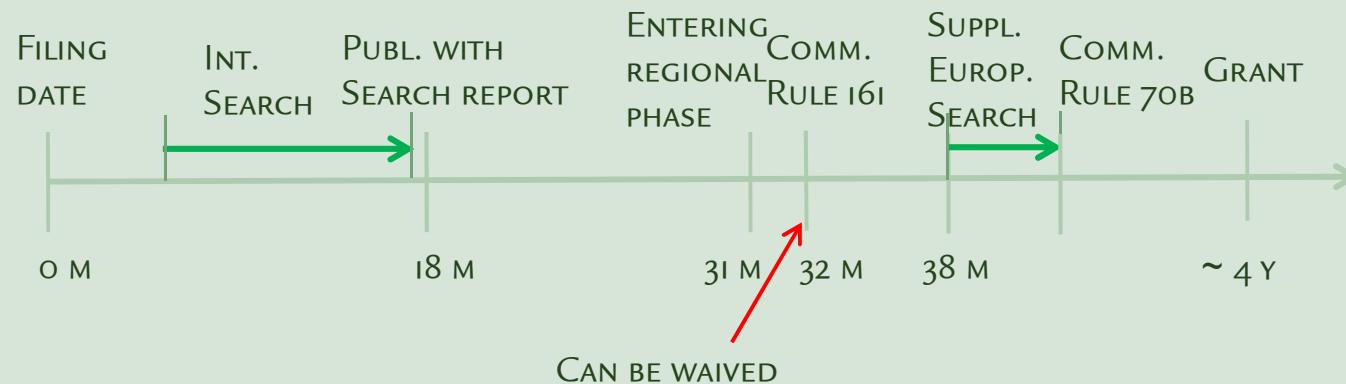 Filing
date
Int.
Search
Publ. with
Search report
Entering
regional
phase
Comm.
Rule 161
Suppl.
Europ.
Search
Comm.
Rule 70b
Grant
0 m
18 m
31 m
32 m
38 m
~ 4 y
Can be waived